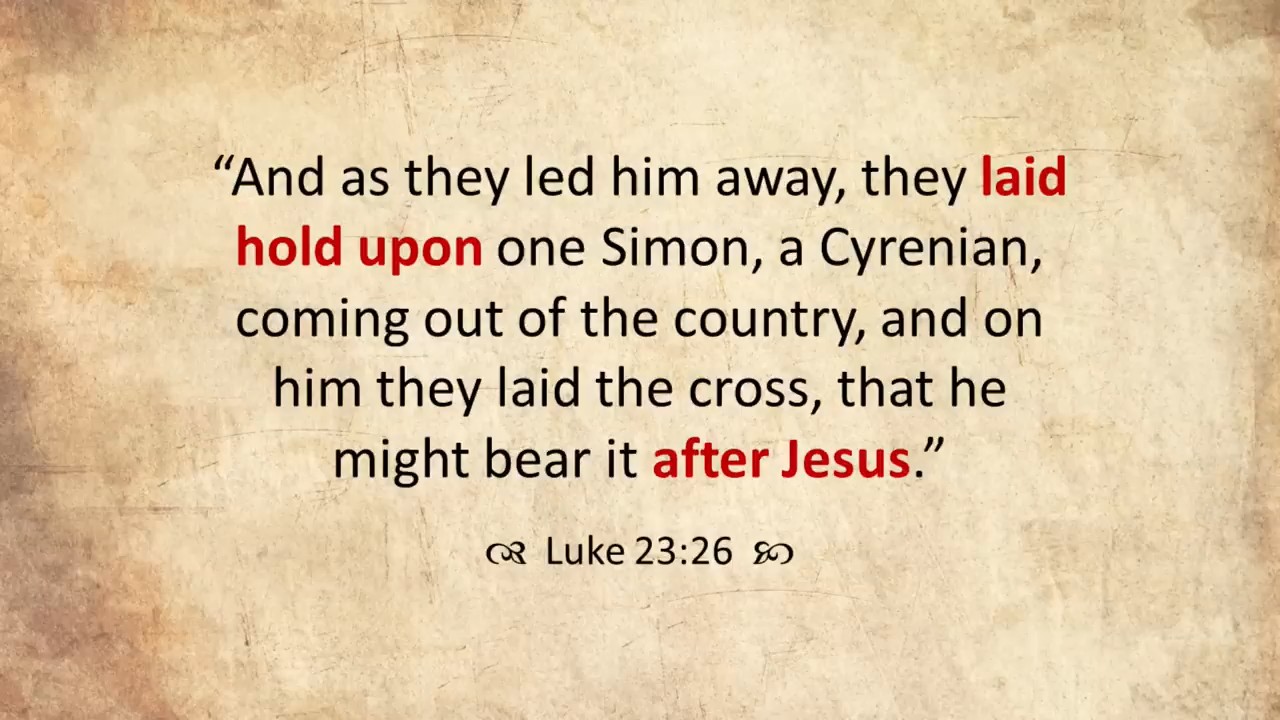 “And as they led him away, they laid
hold upon one Simon, a Cyrenian,
coming out of the country, and on
him they laid the cross, that he
might bear it after Jesus.”
Luke 23:26